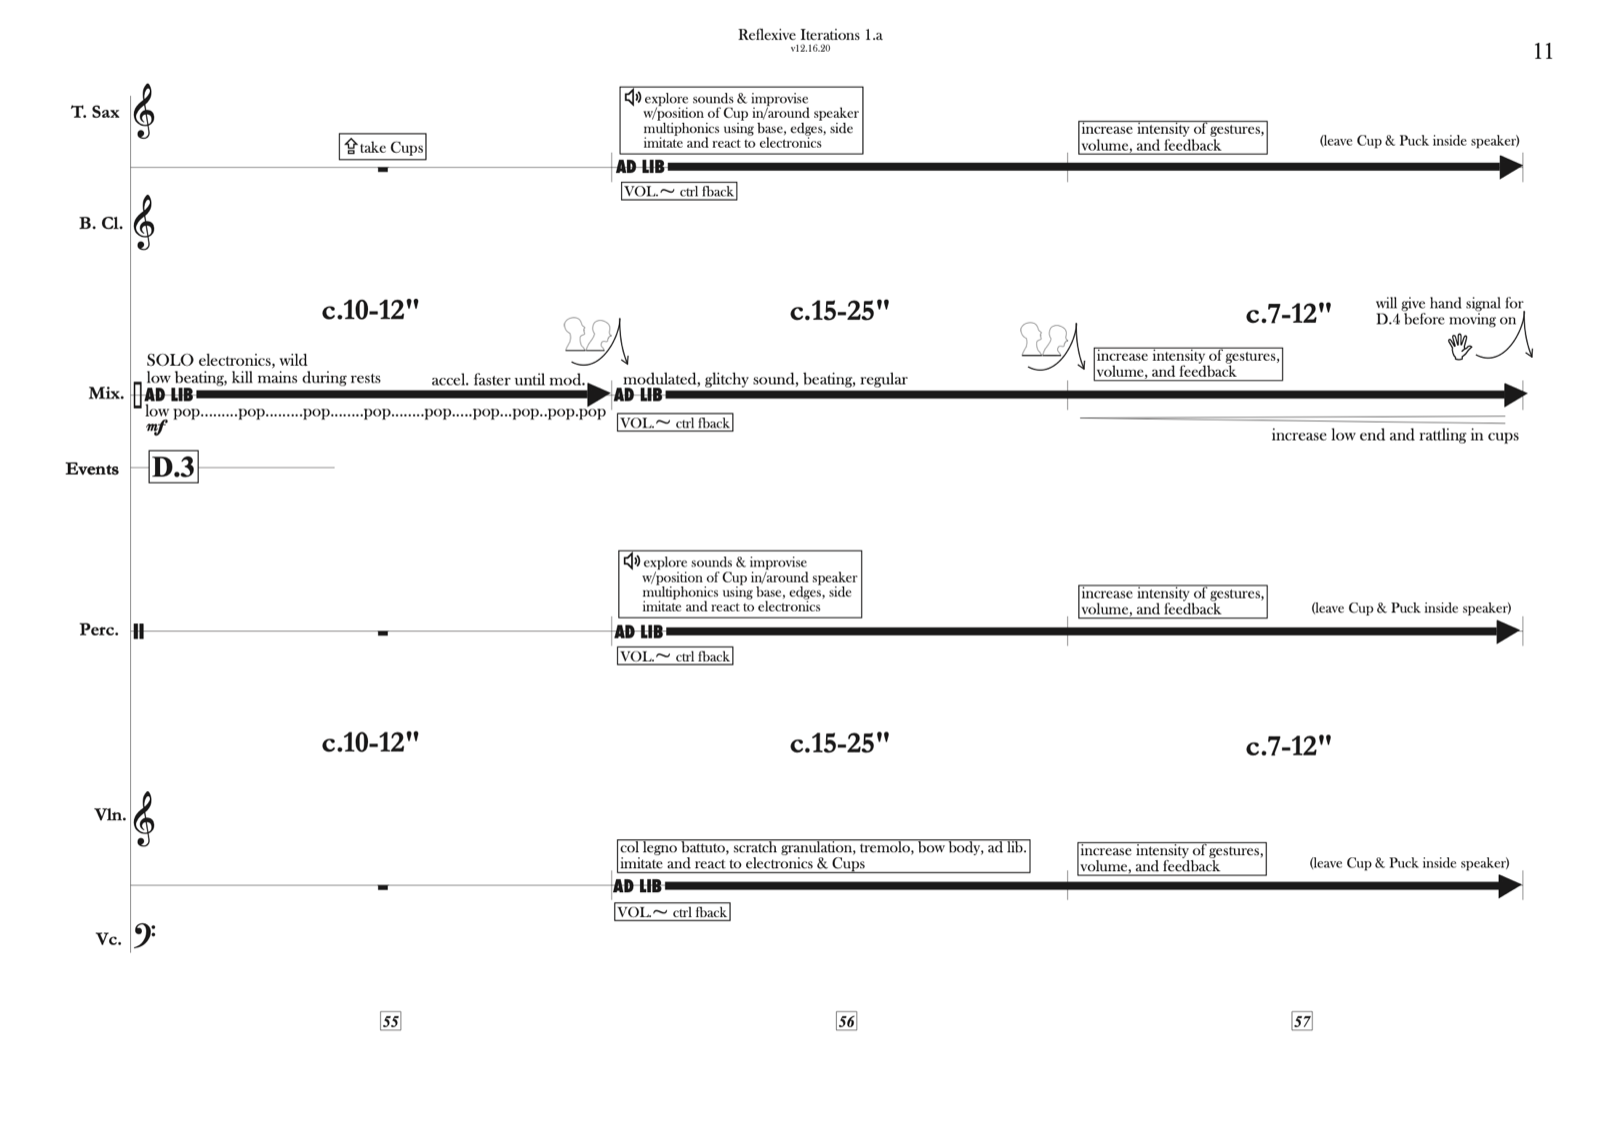 Reflexive Iterations 1.a
v12.16.20
11
T. Sax
take Cups
explore sounds & improvise
w/position of Cup in/around speaker
multiphonics using base, edges, side
imitate and react to electronics
increase intensity of gestures,
volume, and feedback
(leave Cup & Puck inside speaker)
AD LIB
VOL.~ ctrl fback
B. Cl.
c.10-12"
c.15-25"
c.7-12"
will give hand signal for
D.4 before moving on
SOLO electronics, wild
low beating, kill mains during rests
accel. faster until mod.
modulated, glitchy sound, beating, regular
increase intensity of gestures,
volume, and feedback
Mix.
AD LIB
AD LIB
low pop.........pop.........pop........pop........pop.....pop...pop..pop.pop
mf
VOL.~ ctrl fback
increase low end and rattling in cups
Events
D.3
explore sounds & improvise
w/position of Cup in/around speaker
multiphonics using base, edges, side
imitate and react to electronics
increase intensity of gestures,
volume, and feedback
(leave Cup & Puck inside speaker)
Perc.
AD LIB
VOL.~ ctrl fback
c.10-12"
c.15-25"
c.7-12"
Vln.
col legno battuto, scratch granulation, tremolo, bow body, ad lib.
imitate and react to electronics & Cups
increase intensity of gestures,
volume, and feedback
(leave Cup & Puck inside speaker)
AD LIB
VOL.~ ctrl fback
Vc.
55
56
57